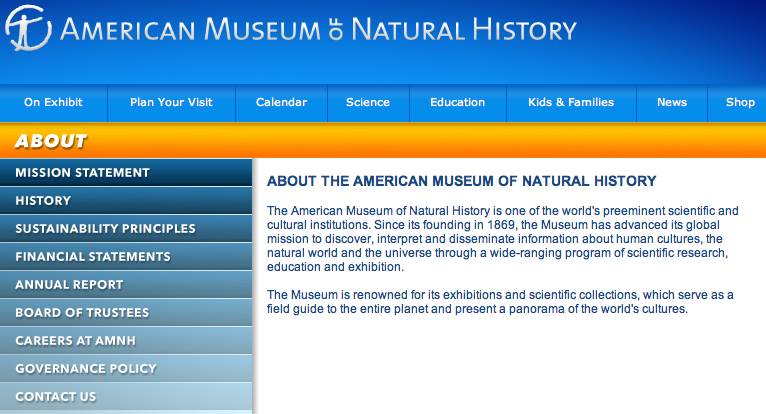 AMERICAN MUSEUM OF NATURAL HISTORY
On Exhibit Plan Your Visit Calendar Science Education Kids & Families News Shop
ABOUT
MISSION STATEMENT
HISTORY
SUSTAINABILITY PRINCIPLES
FINANCIAL STATEMENTS
ANNUAL REPORT
BOARD OF TRUSTEES
CAREERS AT AMNH
GOVERNANCE POLICY
CONTACT US
ABOUT THE AMERICAN MUSEUM OF NATURAL HISTORY
The American Museum of Natural History is one of the world's preeminent scientific and
cultural institutions. Since its founding in 1869, the Museum has advanced its global
mission to discover, interpret and disseminate information about human cultures, the
natural world and the universe through a wide-ranging program of scientific research,
education and exhibition.
The Museum is renowned for its exhibitions and scientific collections, which serve as a
field guide to the entire planet and present a panorama of the world's cultures.